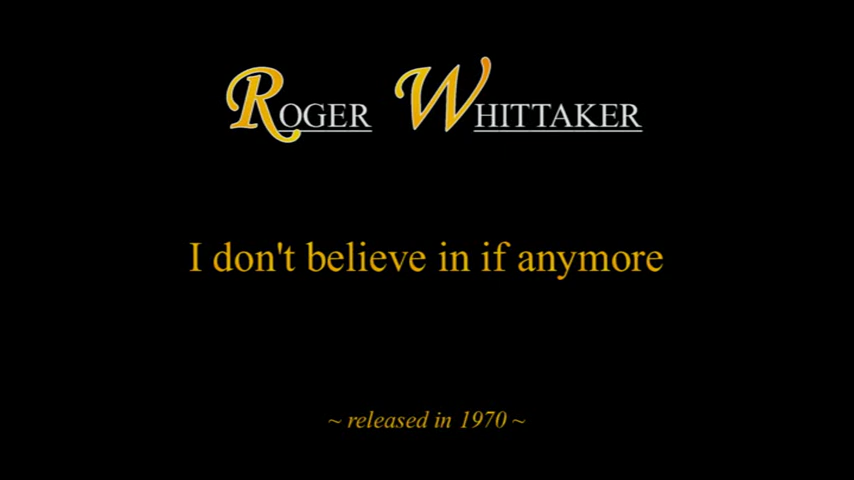 ROGER WHITTAKER
I don't believe in if anymore
~ released in 1970 ~